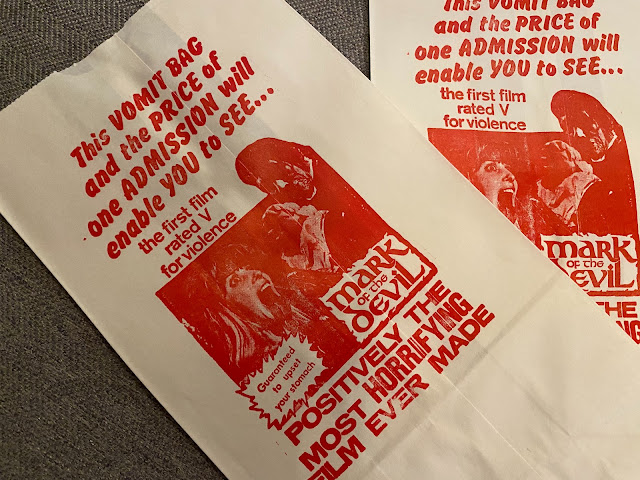 This VOMIT BAG
and the PRICE of
one ADMISSION will
enable YOU to SEE...
the first film
rated V
for violence
mark
of the
devil
Guaranteed
to upset
your stomach
POSITIVELY THE
MOST HORRIFYING
FILM EVER MADE
This VOMIT BAG
and the PRICE of
one ADMISSION will
enable YOU to SEE...
the first film
rated V
for violence
mark
of the
devil
THE